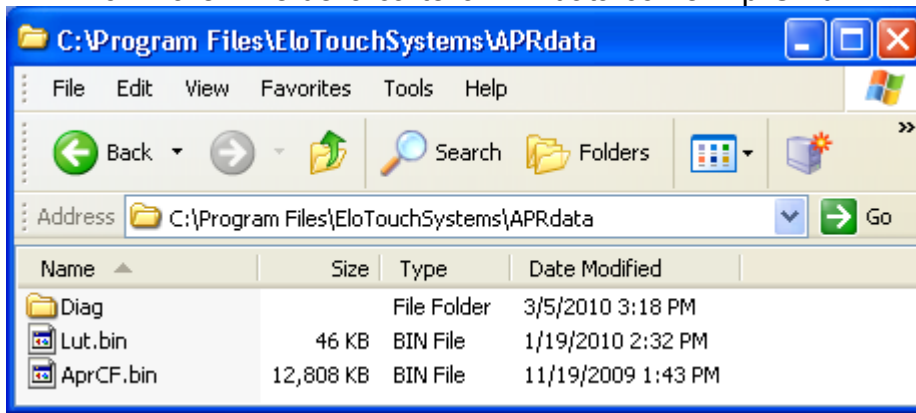 C:\Program Files\EloTouchSystems\APRdata
File Edit View Favorites Tools Help
Back Search Folders »
Address C:\Program Files\EloTouchSystems\APRdata Go
Name Size Type Date Modified
Diag File Folder 3/5/2010 3:18 PM
Lut.bin 46 KB BIN File 1/19/2010 2:32 PM
AprCF.bin 12,808 KB BIN File 11/19/2009 1:43 PM